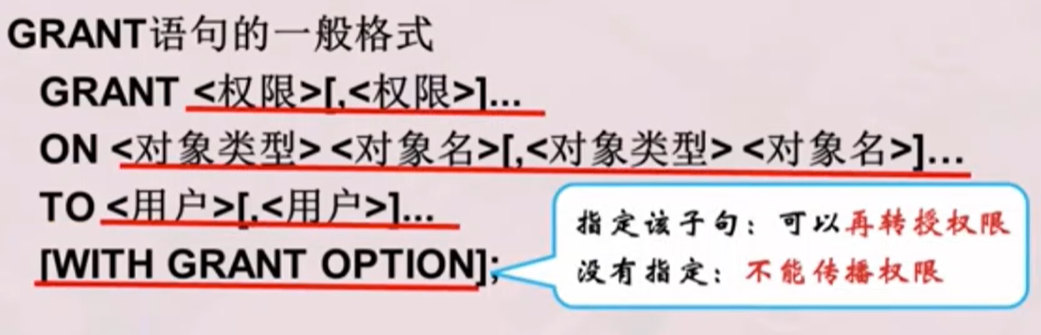 GRANT语句的一般格式
GRANT <权限>[,<权限>]...
ON <对象类型> <对象名>[,<对象类型> <对象名>]…
TO <用户>[,<用户>]...
[WITH GRANT OPTION];
指定该子句：可以再转授权限
没有指定：不能传播权限